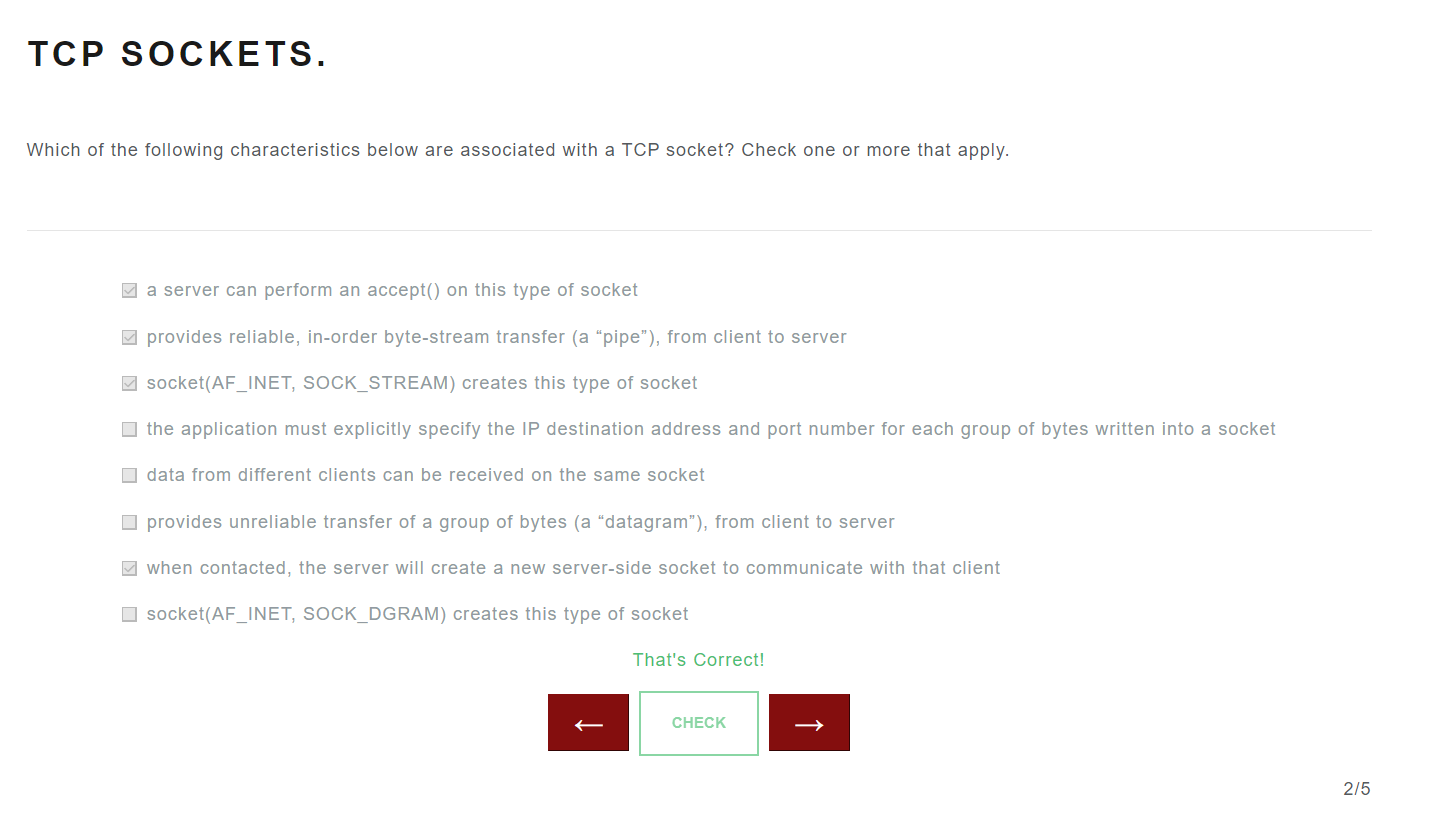 TCP SOCKETS.
Which of the following characteristics below are associated with a TCP socket? Check one or more that apply.
a server can perform an accept() on this type of socket
provides reliable, in-order byte-stream transfer (a “pipe”), from client to server
socket(AF_INET, SOCK_STREAM) creates this type of socket
the application must explicitly specify the IP destination address and port number for each group of bytes written into a socket
data from different clients can be received on the same socket
provides unreliable transfer of a group of bytes (a “datagram”), from client to server
when contacted, the server will create a new server-side socket to communicate with that client
socket(AF_INET, SOCK_DGRAM) creates this type of socket
That's Correct!
← CHECK →
2/5